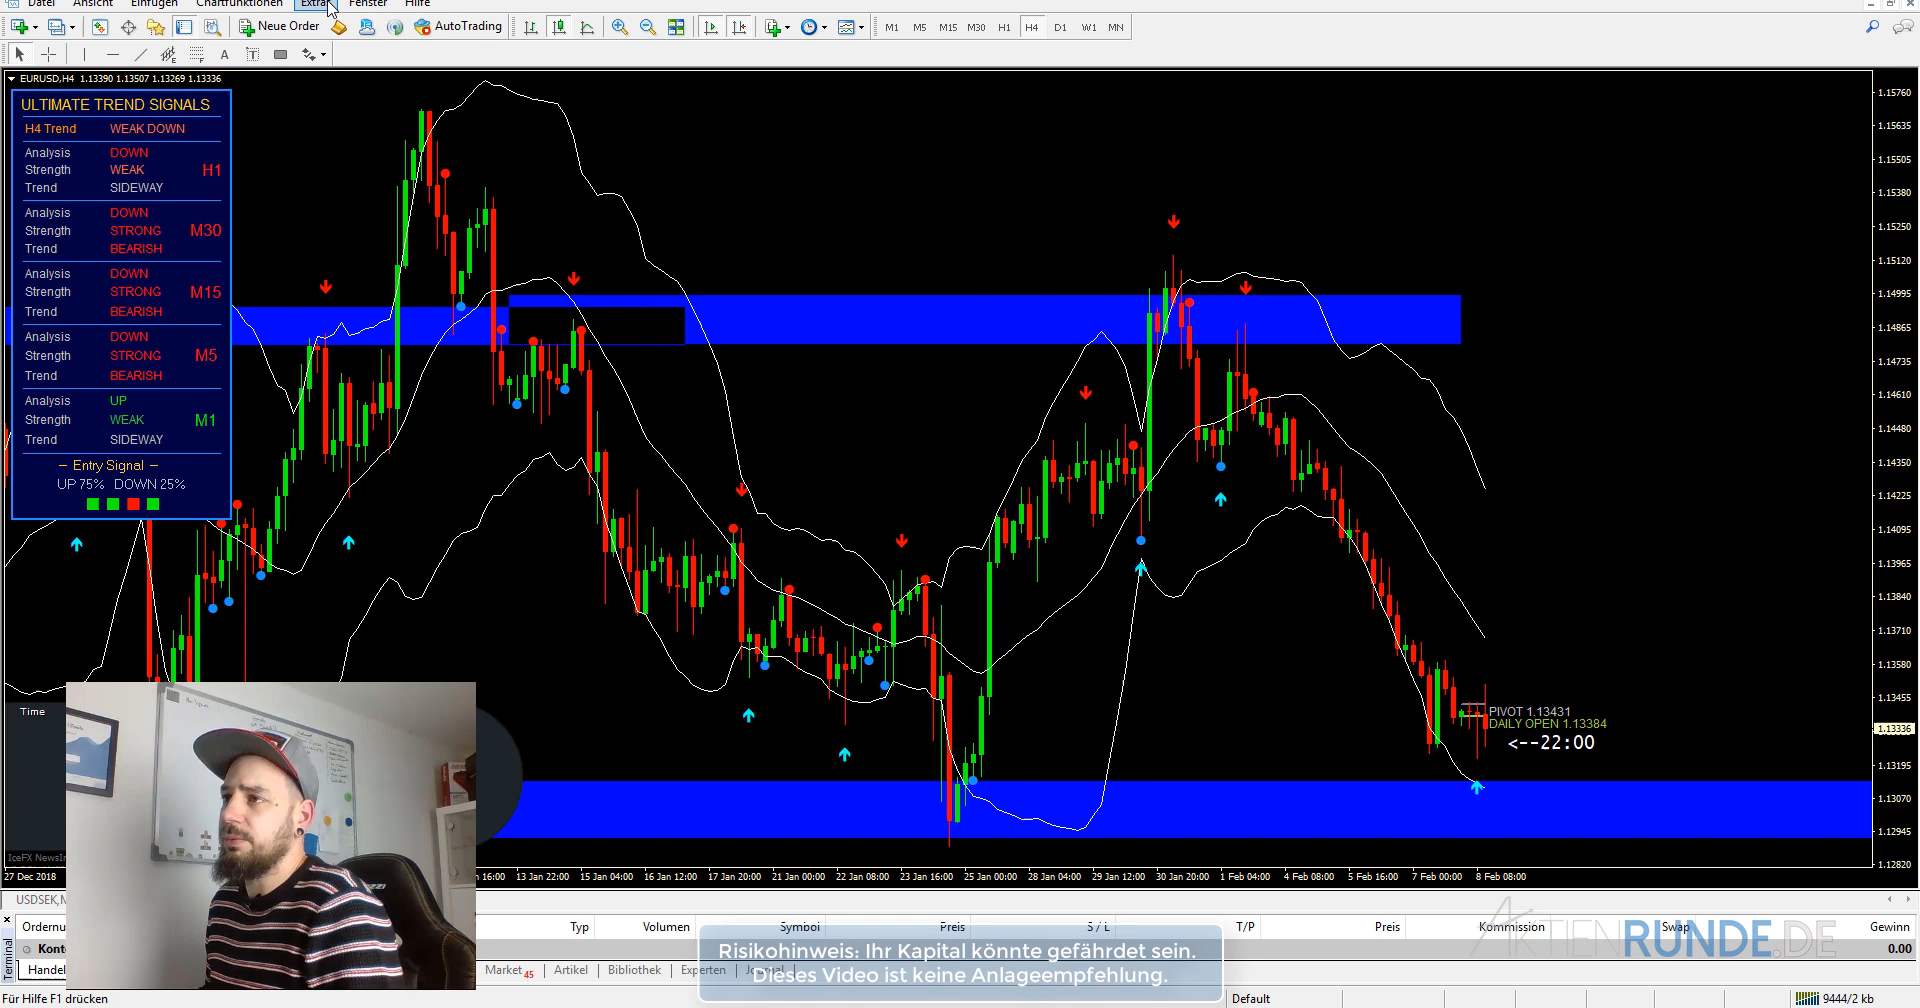 Datei Ansicht Einfügen Chartfunktionen Extras Fenster Hilfe
Neue Order AutoTrading M1 M5 M15 M30 H1 H4 D1 W1 MN
A T
EURUSD,H4 1.13390 1.13507 1.13269 1.13336
ULTIMATE TREND SIGNALS
H4 Trend WEAK DOWN
Analysis DOWN
Strength WEAK H1
Trend SIDEWAY
Analysis DOWN
Strength STRONG M30
Trend BEARISH
Analysis DOWN
Strength STRONG M15
Trend BEARISH
Analysis DOWN
Strength STRONG M5
Trend BEARISH
Analysis UP
Strength WEAK M1
Trend SIDEWAY
– Entry Signal –
UP 75% DOWN 25%
1.15760
1.15635
1.15505
1.15380
1.15250
1.15120
1.14995
1.14865
1.14735
1.14610
1.14480
1.14350
1.14225
1.14095
1.13965
1.13840
1.13710
1.13580
1.13455
1.13336
1.13195
1.13070
1.12945
1.12820
PIVOT 1.13431
DAILY OPEN 1.13384
<--22:00
Time
IceFX NewsIn
27 Dec 2018 16:00 13 Jan 22:00 15 Jan 04:00 16 Jan 12:00 17 Jan 20:00 21 Jan 00:00 22 Jan 08:00 23 Jan 16:00 25 Jan 00:00 28 Jan 04:00 29 Jan 12:00 30 Jan 20:00 1 Feb 04:00 4 Feb 08:00 5 Feb 16:00 7 Feb 00:00 8 Feb 08:00
USDSEK,M
Ordernu Typ Volumen Symbol Preis S / L T/P Preis Kommission Swap Gewinn
Kont 0.00
Handel Market 45 Artikel Bibliothek Experten Journal
Terminal
AKTIENRUNDE.DE
Risikohinweis: Ihr Kapital könnte gefährdet sein.
Dieses Video ist keine Anlageempfehlung.
Für Hilfe F1 drücken Default 9444/2 kb